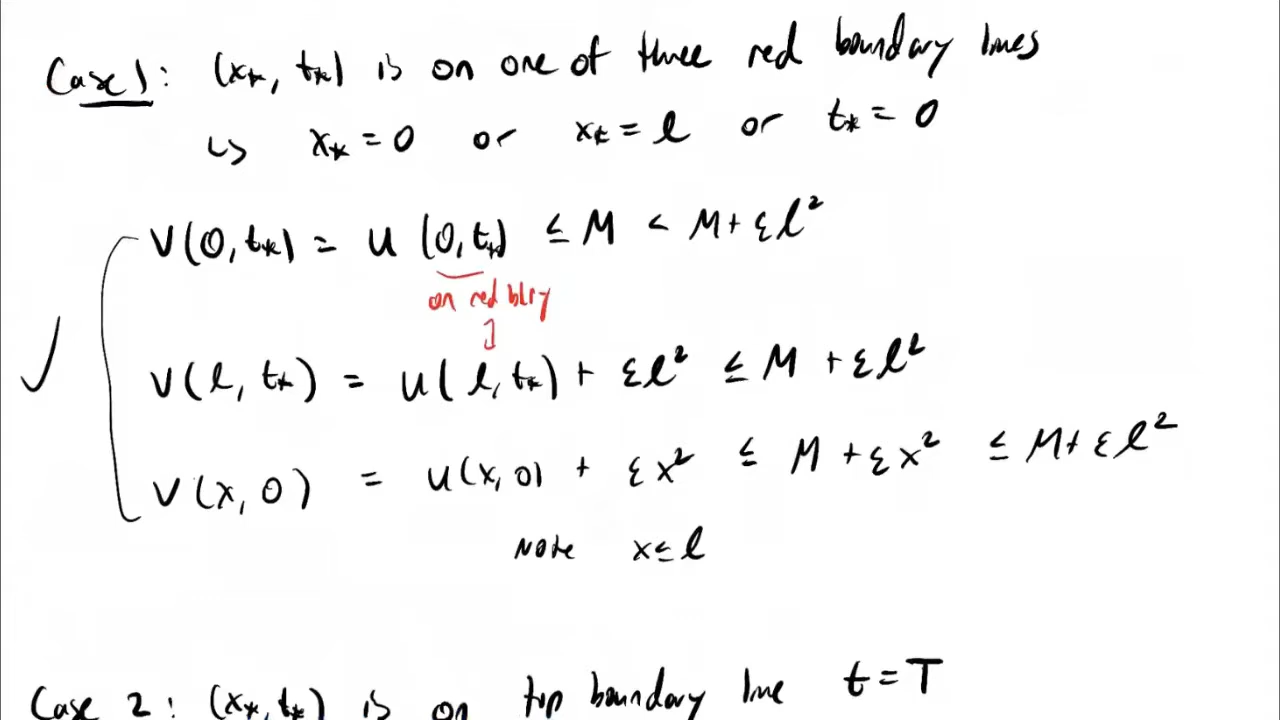 Case 1: (x*, t*) is on one of three red boundary lines
↳ x* = 0 or x* = l or t* = 0
V(0, t*) = u (0, t*) ≤ M < M + εl²
on red bdry
V(l, t*) = u(l, t*) + εl² ≤ M + εl²
V(x, 0) = u(x, 0) + εx² ≤ M + εx² ≤ M + εl²
Note x ≤ l
Case 2: (x*, t*) is on top boundary line t = T